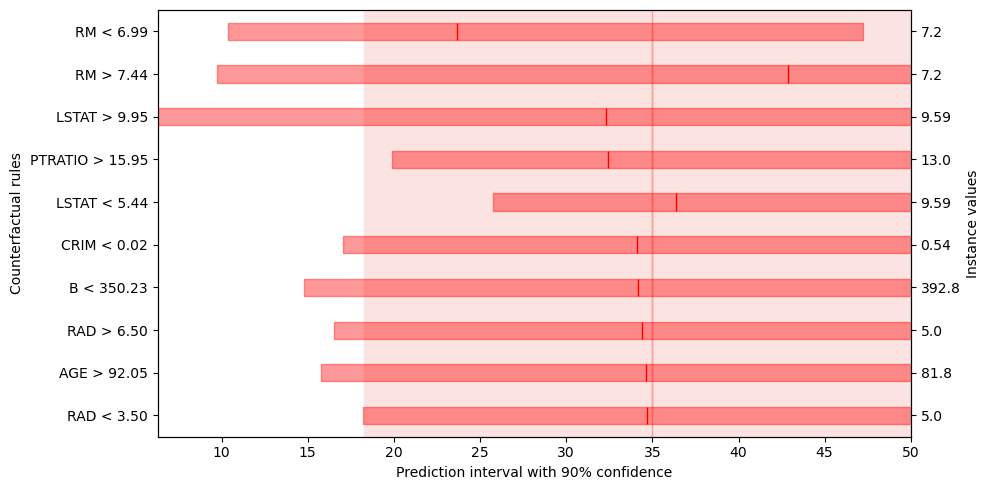 Counterfactual rules
RM < 6.99
RM > 7.44
LSTAT > 9.95
PTRATIO > 15.95
LSTAT < 5.44
CRIM < 0.02
B < 350.23
RAD > 6.50
AGE > 92.05
RAD < 3.50
7.2
7.2
9.59
13.0
9.59
0.54
392.8
5.0
81.8
5.0
Instance values
10 15 20 25 30 35 40 45 50
Prediction interval with 90% confidence